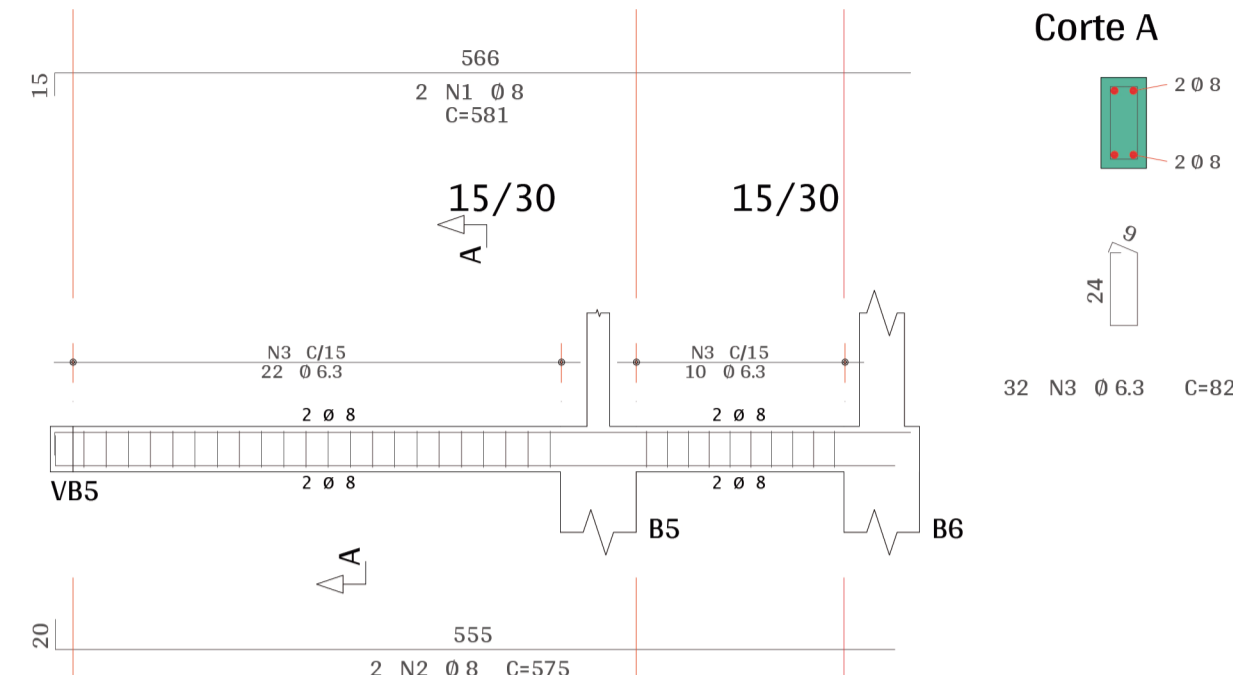 Corte A
566
15
2 N1 Ø 8
C=581
2 Ø 8
2 Ø 8
15/30
15/30
A
9
24
N3 C/15
22 Ø 6.3
N3 C/15
10 Ø 6.3
32 N3 Ø 6.3 C=82
2 Ø 8
2 Ø 8
2 Ø 8
2 Ø 8
VB5
B5
B6
A
20
555
2 N2 Ø 8 C=575